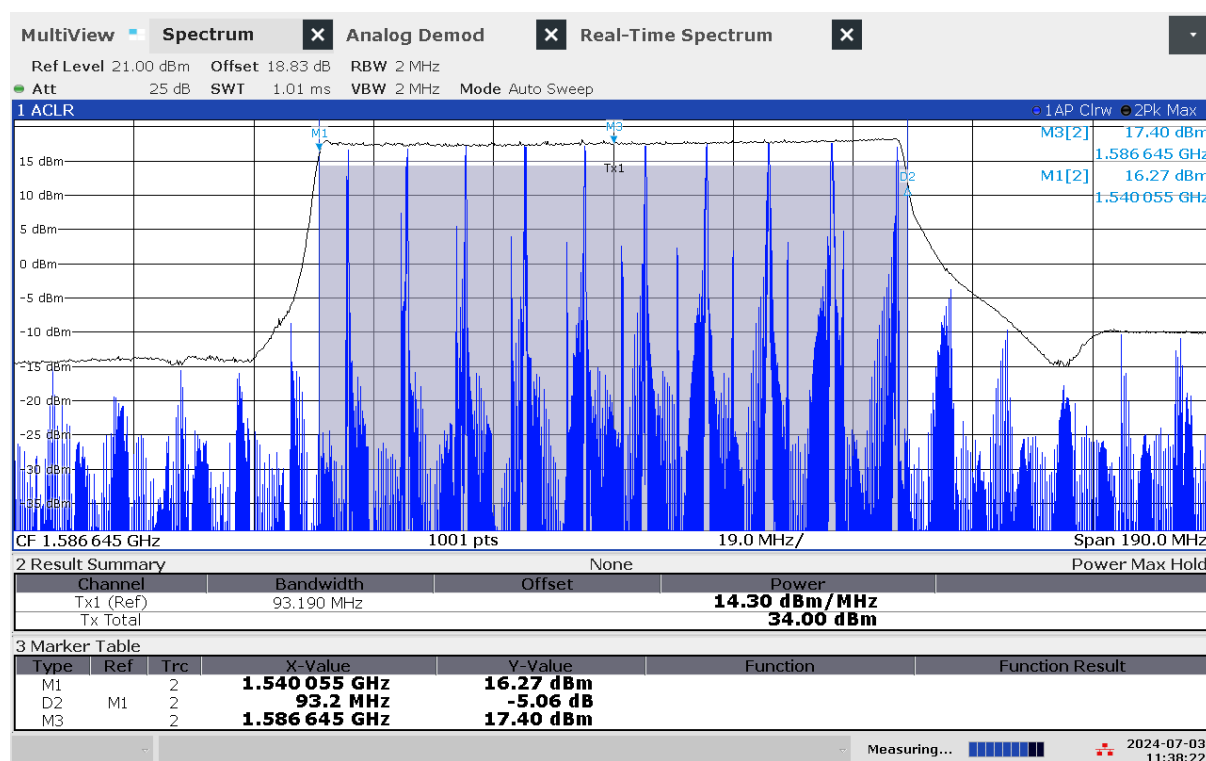 MultiView Spectrum Analog Demod Real-Time Spectrum
Ref Level 21.00 dBm Offset 18.83 dB RBW 2 MHz
Att 25 dB SWT 1.01 ms VBW 2 MHz Mode Auto Sweep
1 ACLR 1AP Clrw 2Pk Max
M1 M3 M3[2] 17.40 dBm
1.586 645 GHz
15 dBm Tx1 D2 M1[2] 16.27 dBm
1.540 055 GHz
10 dBm
5 dBm
0 dBm
-5 dBm
-10 dBm
-15 dBm
-20 dBm
-25 dBm
-30 dBm
-35 dBm
CF 1.586 645 GHz 1001 pts 19.0 MHz/ Span 190.0 MHz
2 Result Summary None Power Max Hold
Channel Bandwidth Offset Power
Tx1 (Ref) 93.190 MHz 14.30 dBm/MHz
Tx Total 34.00 dBm
3 Marker Table
Type Ref Trc X-Value Y-Value Function Function Result
M1 2 1.540 055 GHz 16.27 dBm
D2 M1 2 93.2 MHz -5.06 dB
M3 2 1.586 645 GHz 17.40 dBm
Measuring... 2024-07-03
11:38:22